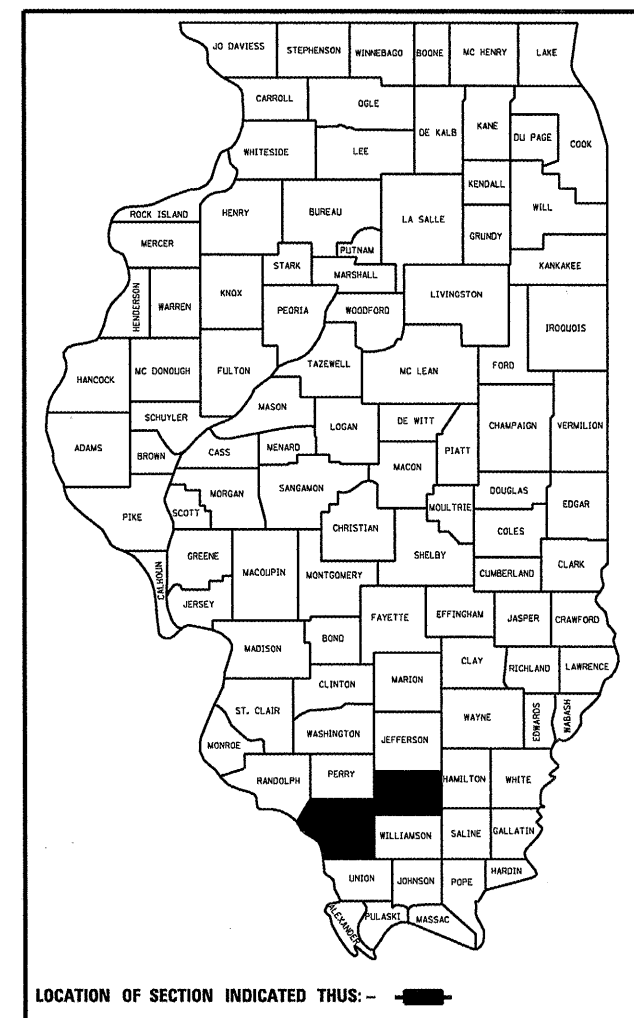 JO DAVIESS STEPHENSON WINNEBAGO BOONE MC HENRY LAKE
CARROLL OGLE DE KALB KANE DU PAGE COOK
WHITESIDE LEE
KENDALL WILL
ROCK ISLAND HENRY BUREAU LA SALLE GRUNDY
MERCER PUTNAM
STARK MARSHALL KANKAKEE
HENDERSON WARREN KNOX PEORIA WOODFORD LIVINGSTON IROQUOIS
HANCOCK MC DONOUGH FULTON TAZEWELL MC LEAN FORD
SCHUYLER MASON LOGAN DE WITT CHAMPAIGN VERMILION
ADAMS BROWN CASS MENARD PIATT
MACON
PIKE SCOTT MORGAN SANGAMON MOULTRIE DOUGLAS EDGAR
CHRISTIAN COLES
CALHOUN GREENE MACOUPIN MONTGOMERY SHELBY CUMBERLAND CLARK
JERSEY FAYETTE EFFINGHAM JASPER CRAWFORD
MADISON BOND
CLAY RICHLAND LAWRENCE
CLINTON MARION
ST. CLAIR WAYNE EDWARDS WABASH
MONROE WASHINGTON JEFFERSON
RANDOLPH PERRY HAMILTON WHITE
WILLIAMSON SALINE GALLATIN
UNION JOHNSON POPE HARDIN
ALEXANDER PULASKI MASSAC
LOCATION OF SECTION INDICATED THUS: -